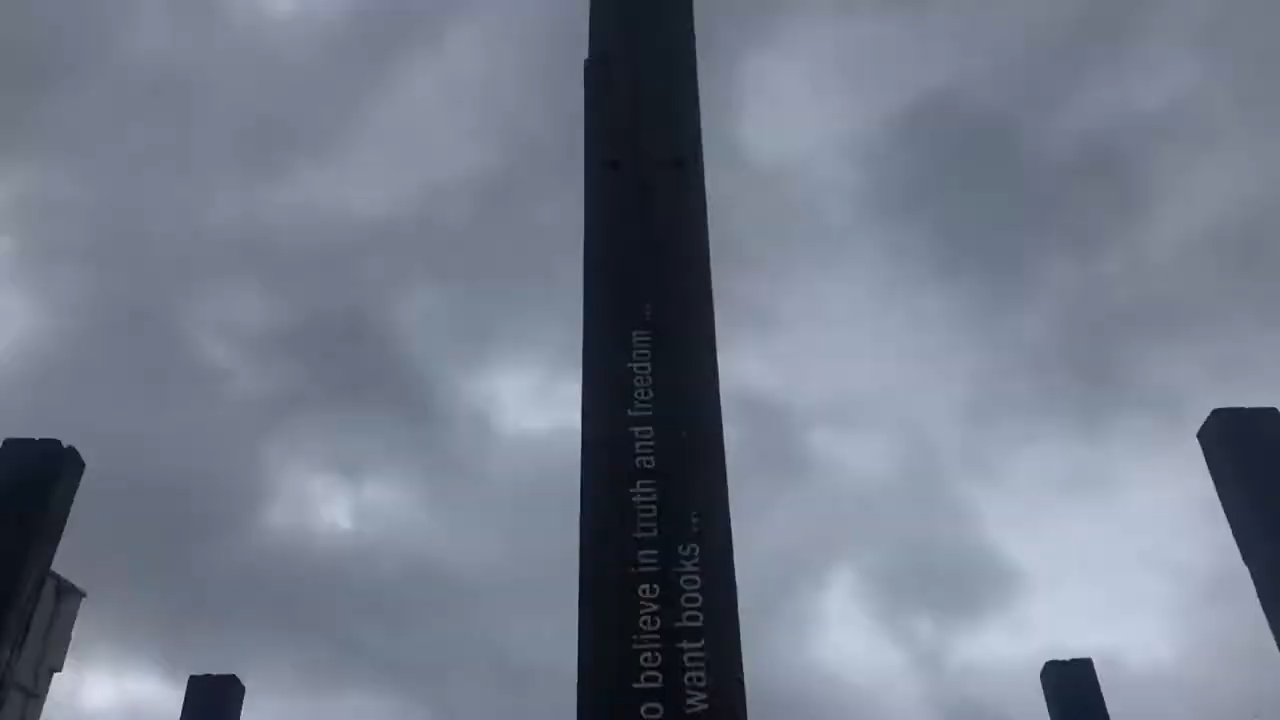 o believe in truth and freedom ...
want books ...